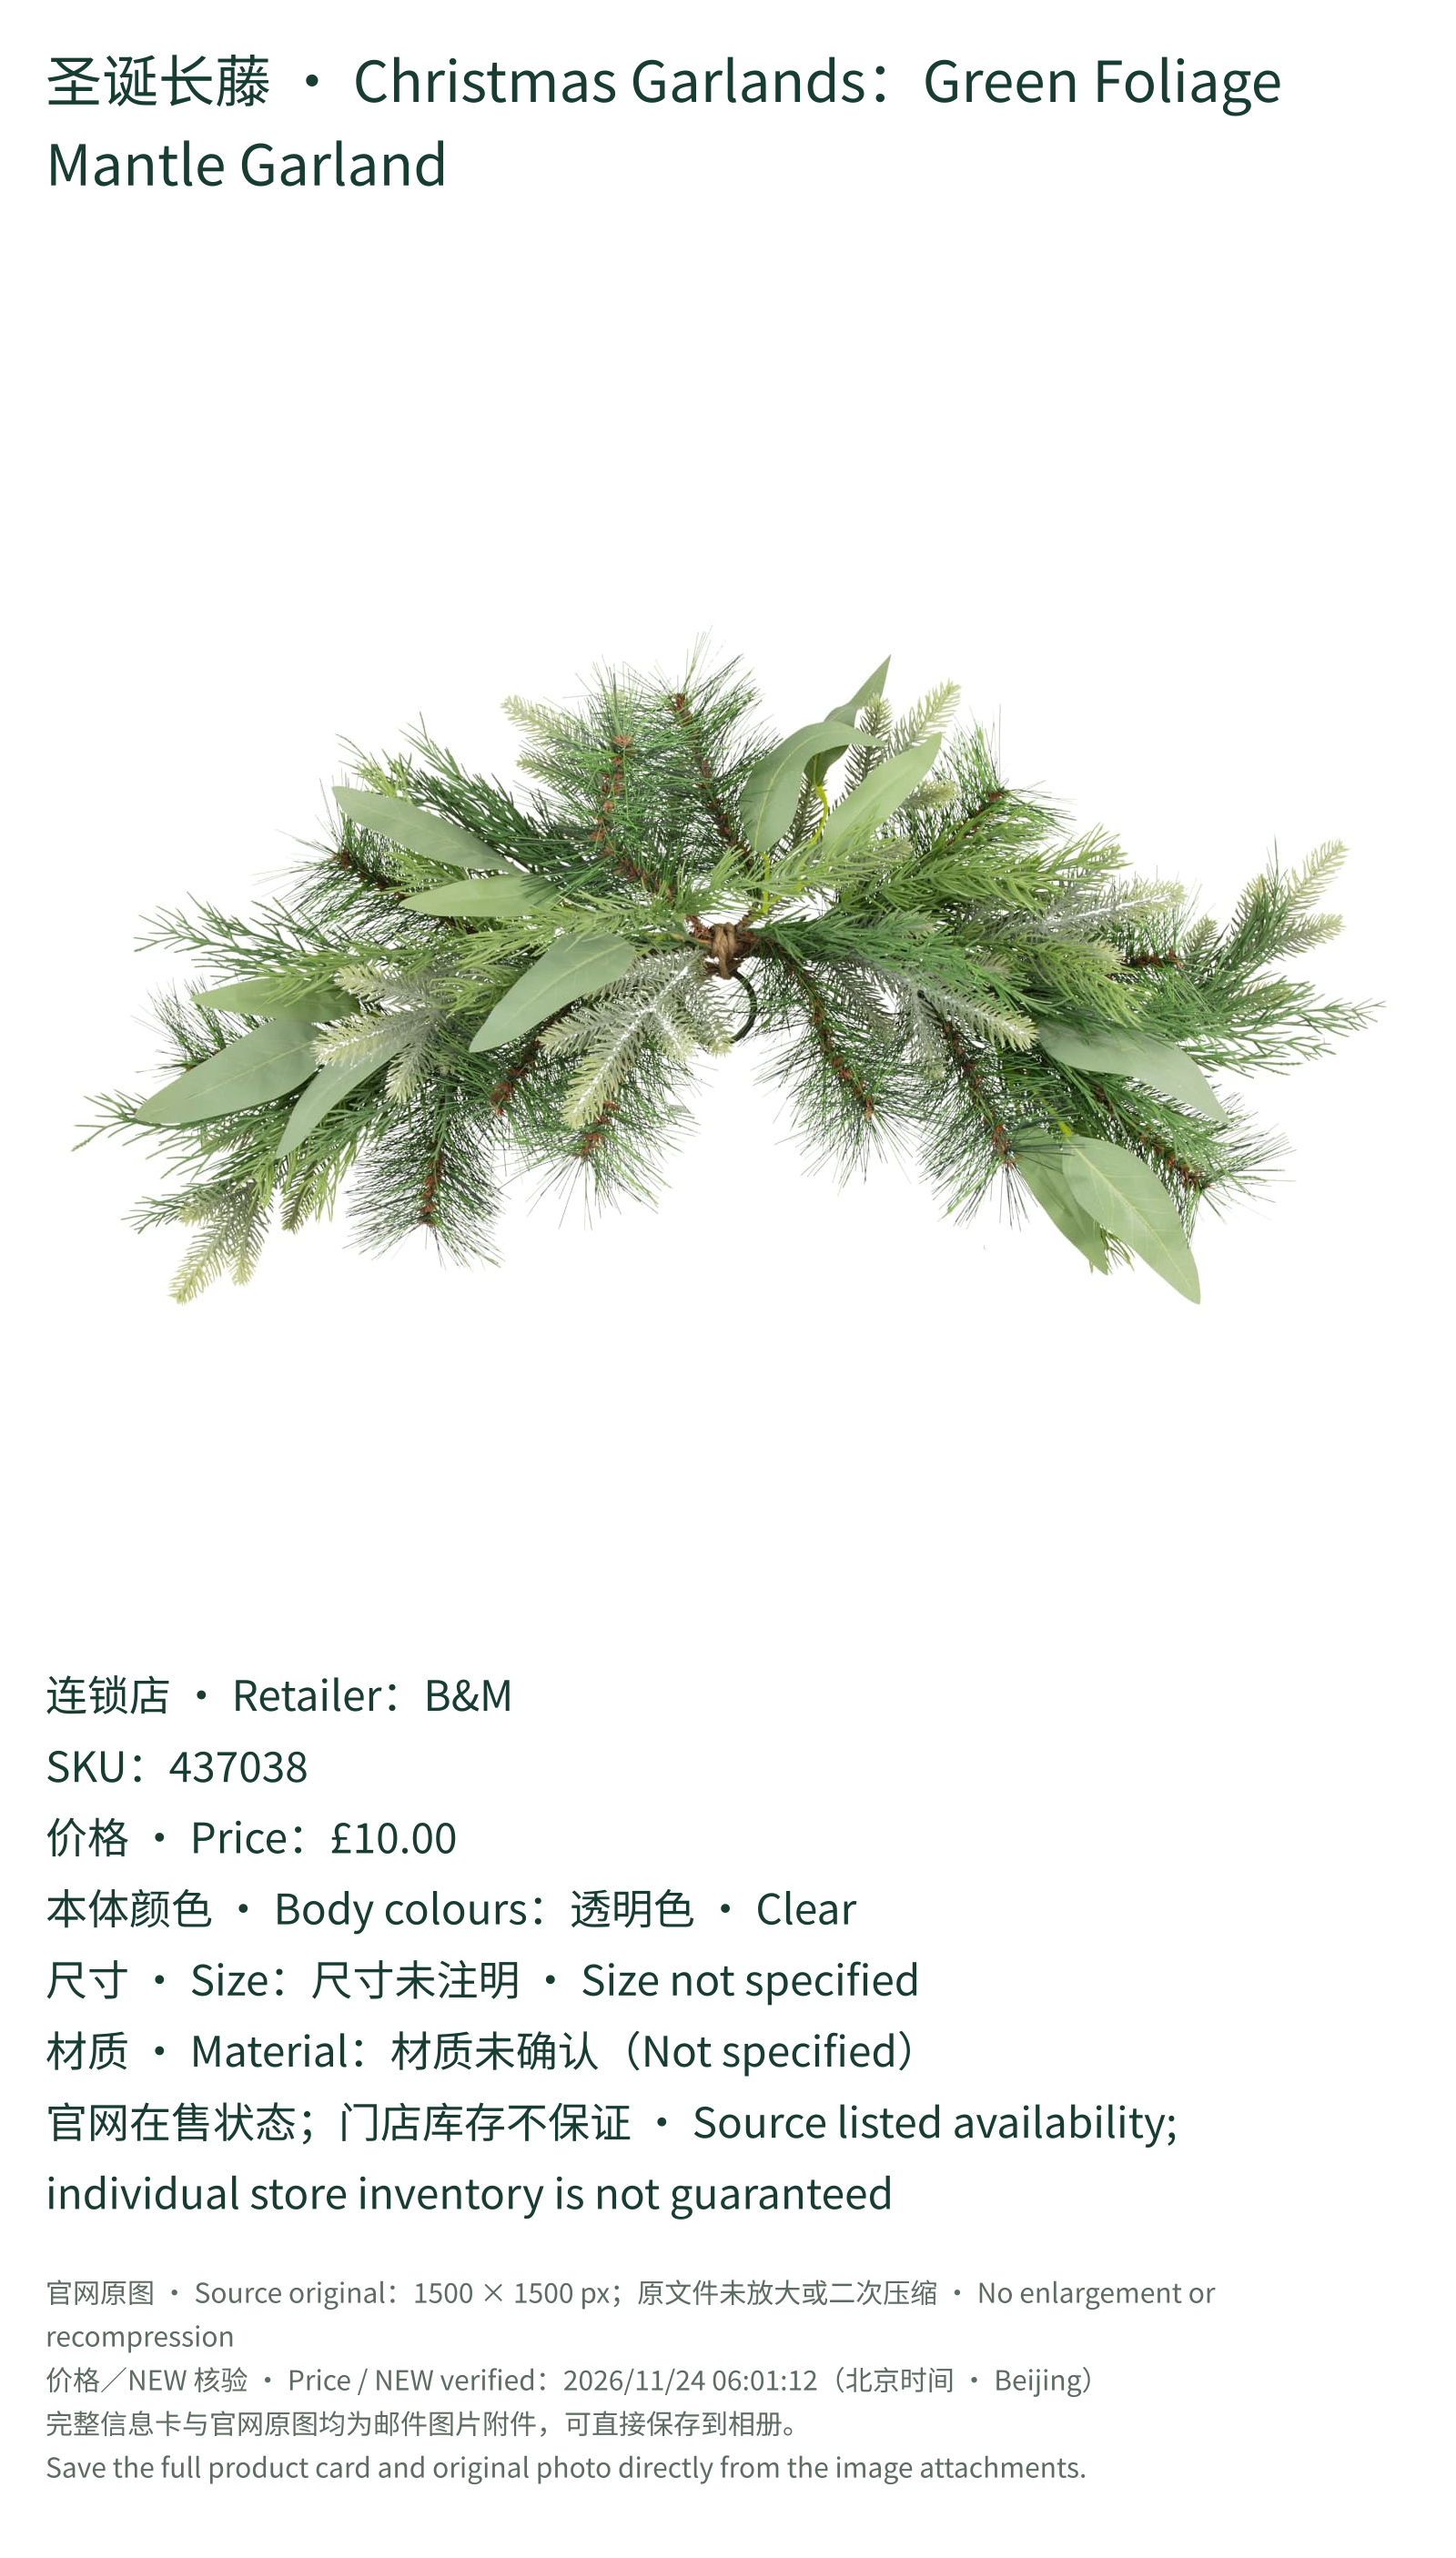 圣诞长藤 · Christmas Garlands：Green Foliage
Mantle Garland
连锁店 · Retailer：B&M
SKU：437038
价格 · Price：£10.00
本体颜色 · Body colours：透明色 · Clear
尺寸 · Size：尺寸未注明 · Size not specified
材质 · Material：材质未确认（Not specified）
官网在售状态；门店库存不保证 · Source listed availability;
individual store inventory is not guaranteed
官网原图 · Source original：1500 × 1500 px；原文件未放大或二次压缩 · No enlargement or
recompression
价格／NEW 核验 · Price / NEW verified：2026/11/24 06:01:12（北京时间 · Beijing）
完整信息卡与官网原图均为邮件图片附件，可直接保存到相册。
Save the full product card and original photo directly from the image attachments.